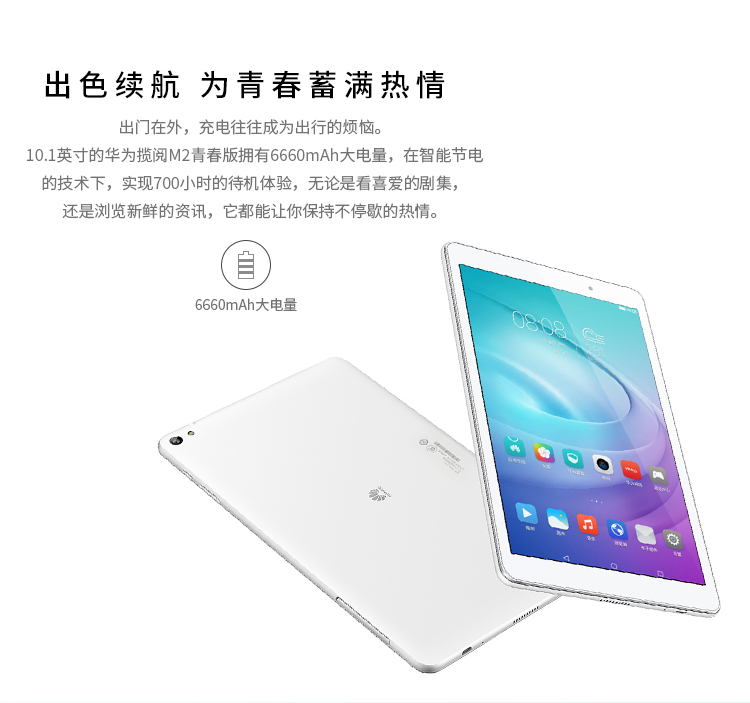 出色续航 为青春蓄满热情
出门在外，充电往往成为出行的烦恼。
10.1英寸的华为揽阅M2青春版拥有6660mAh大电量，在智能节电
的技术下，实现700小时的待机体验，无论是看喜爱的剧集，
还是浏览新鲜的资讯，它都能让你保持不停歇的热情。
6660mAh大电量
08:08